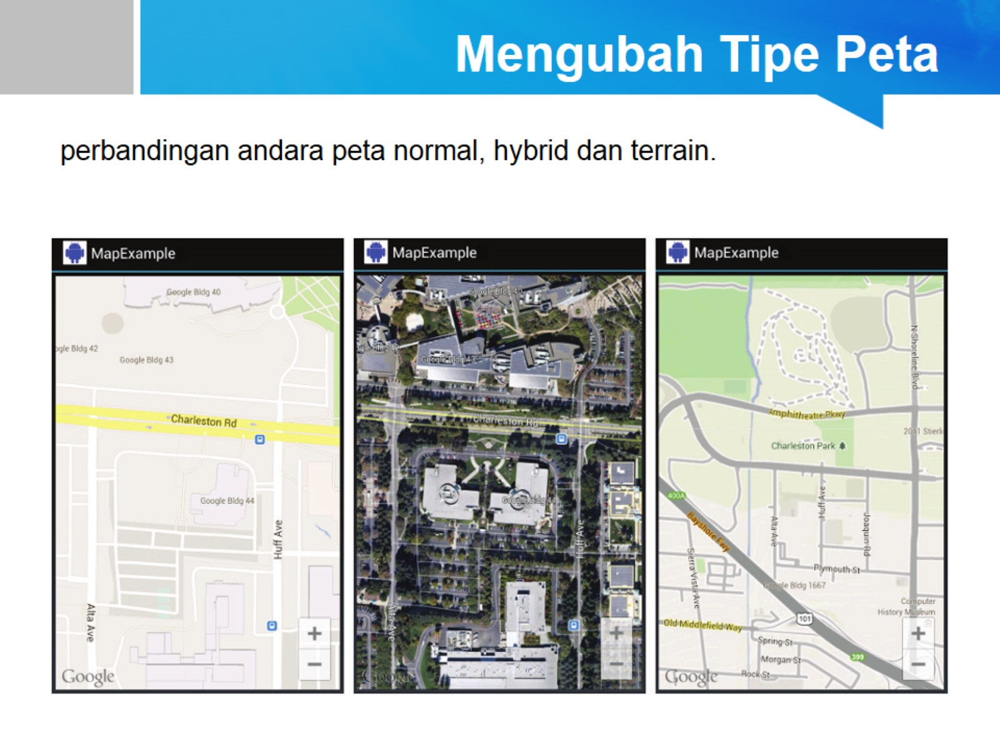 Mengubah Tipe Peta
perbandingan andara peta normal, hybrid dan terrain.
MapExample
Google Bldg 40
ogle Bldg 42
Google Bldg 43
Charleston Rd
Google Bldg 44
Huff Ave
Alta Ave
Google
MapExample
Google Bldg 40
Google Bldg 43
Charleston Rd
Google Bldg 44
Huff Ave
Alta Ave
Google
MapExample
N Shoreline Blvd
Amphitheatre Pkwy
2011 Stierli
Charleston Park
400A
Bayshore Fwy
Huff Ave
Alta Ave
Joaquin Rd
Sierra Vista Ave
Plymouth St
Google Bldg 1667
Computer
History Museum
101
Old Middlefield Way
Spring St
Morgan St
399
Rock St
Google